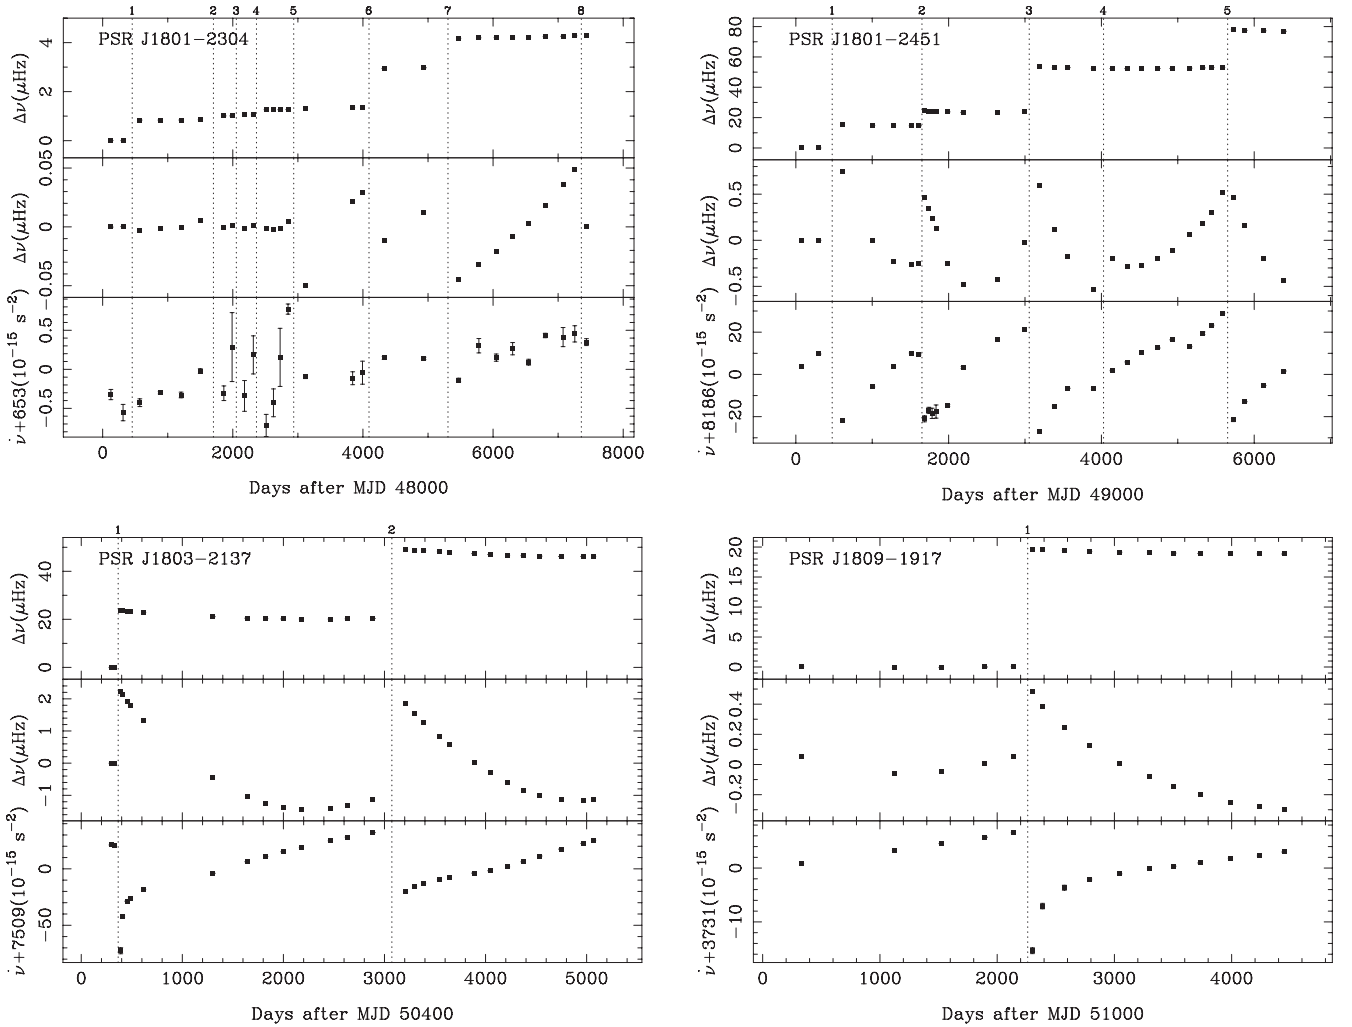 1 2 3 4 5 6 7 8
PSR J1801−2304
Δν(μHz)
0 2 4
Δν(μHz)
−0.05 0 0.05
ν̇+653(10⁻¹⁵ s⁻²)
−0.5 0 0.5
0 2000 4000 6000 8000
Days after MJD 48000
1 2 3 4 5
PSR J1801−2451
Δν(μHz)
0 20 40 60 80
Δν(μHz)
−0.5 0 0.5
ν̇+8186(10⁻¹⁵ s⁻²)
−20 0 20
0 2000 4000 6000
Days after MJD 49000
1 2
PSR J1803−2137
Δν(μHz)
0 20 40
Δν(μHz)
−1 0 1 2
ν̇+7509(10⁻¹⁵ s⁻²)
−50 0
0 1000 2000 3000 4000 5000
Days after MJD 50400
1
PSR J1809−1917
Δν(μHz)
0 5 10 15 20
Δν(μHz)
−0.2 0 0.2 0.4
ν̇+3731(10⁻¹⁵ s⁻²)
−10 0
0 1000 2000 3000 4000
Days after MJD 51000